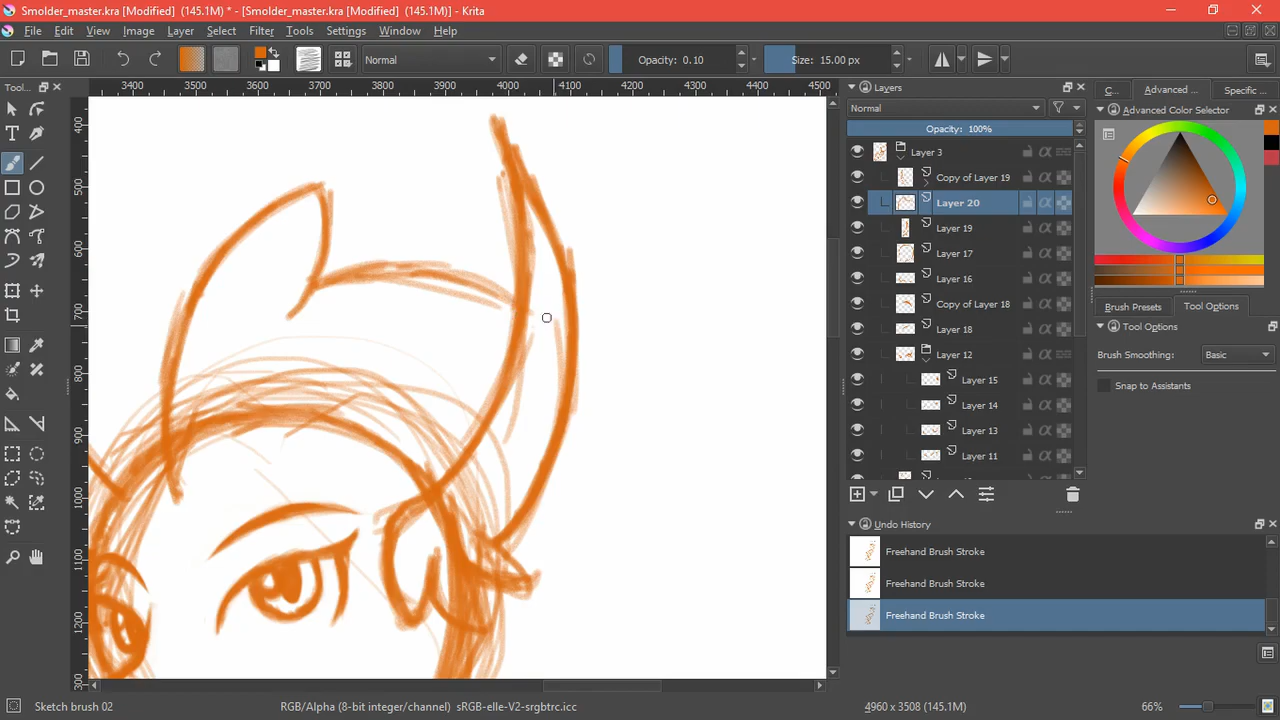 Smolder_master.kra [Modified] (145.1M) * - [Smolder_master.kra [Modified] (145.1M)] - Krita
File Edit View Image Layer Select Filter Tools Settings Window Help
Normal
Opacity: 0.10
Size: 15.00 px
Tool...
3400 3500 3600 3700 3800 3900 4000 4100 4200 4300 4400 4500
400
500
600
700
800
900
1000
1100
1200
300
Layers
Normal
Opacity: 100%
Layer 3
Copy of Layer 19
Layer 20
Layer 19
Layer 17
Layer 16
Copy of Layer 18
Layer 18
Layer 12
Layer 15
Layer 14
Layer 13
Layer 11
Undo History
Freehand Brush Stroke
Freehand Brush Stroke
Freehand Brush Stroke
C... Advanced ... Specific ...
Advanced Color Selector
Brush Presets Tool Options
Tool Options
Brush Smoothing: Basic
Snap to Assistants
Sketch brush 02
RGB/Alpha (8-bit integer/channel) sRGB-elle-V2-srgbtrc.icc
4960 x 3508 (145.1M)
66%